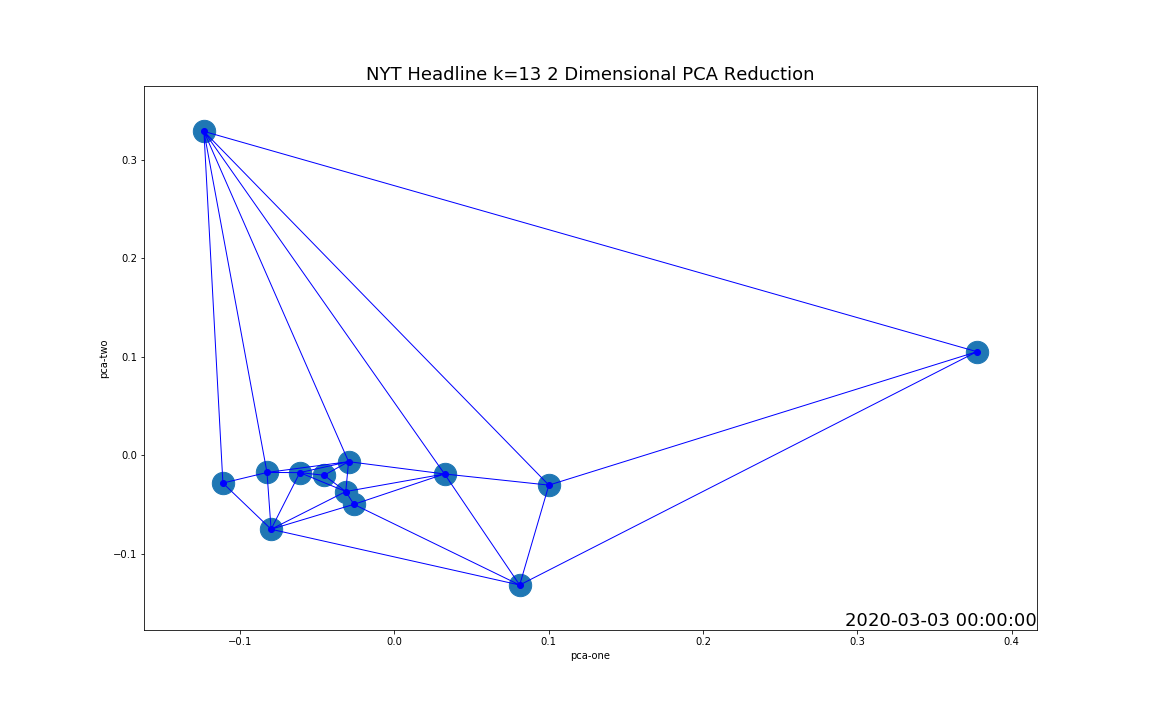 NYT Headline k=13 2 Dimensional PCA Reduction
0.3
0.2
0.1
0.0
−0.1
pca-two
2020-03-03 00:00:00
−0.1 0.0 0.1 0.2 0.3 0.4
pca-one